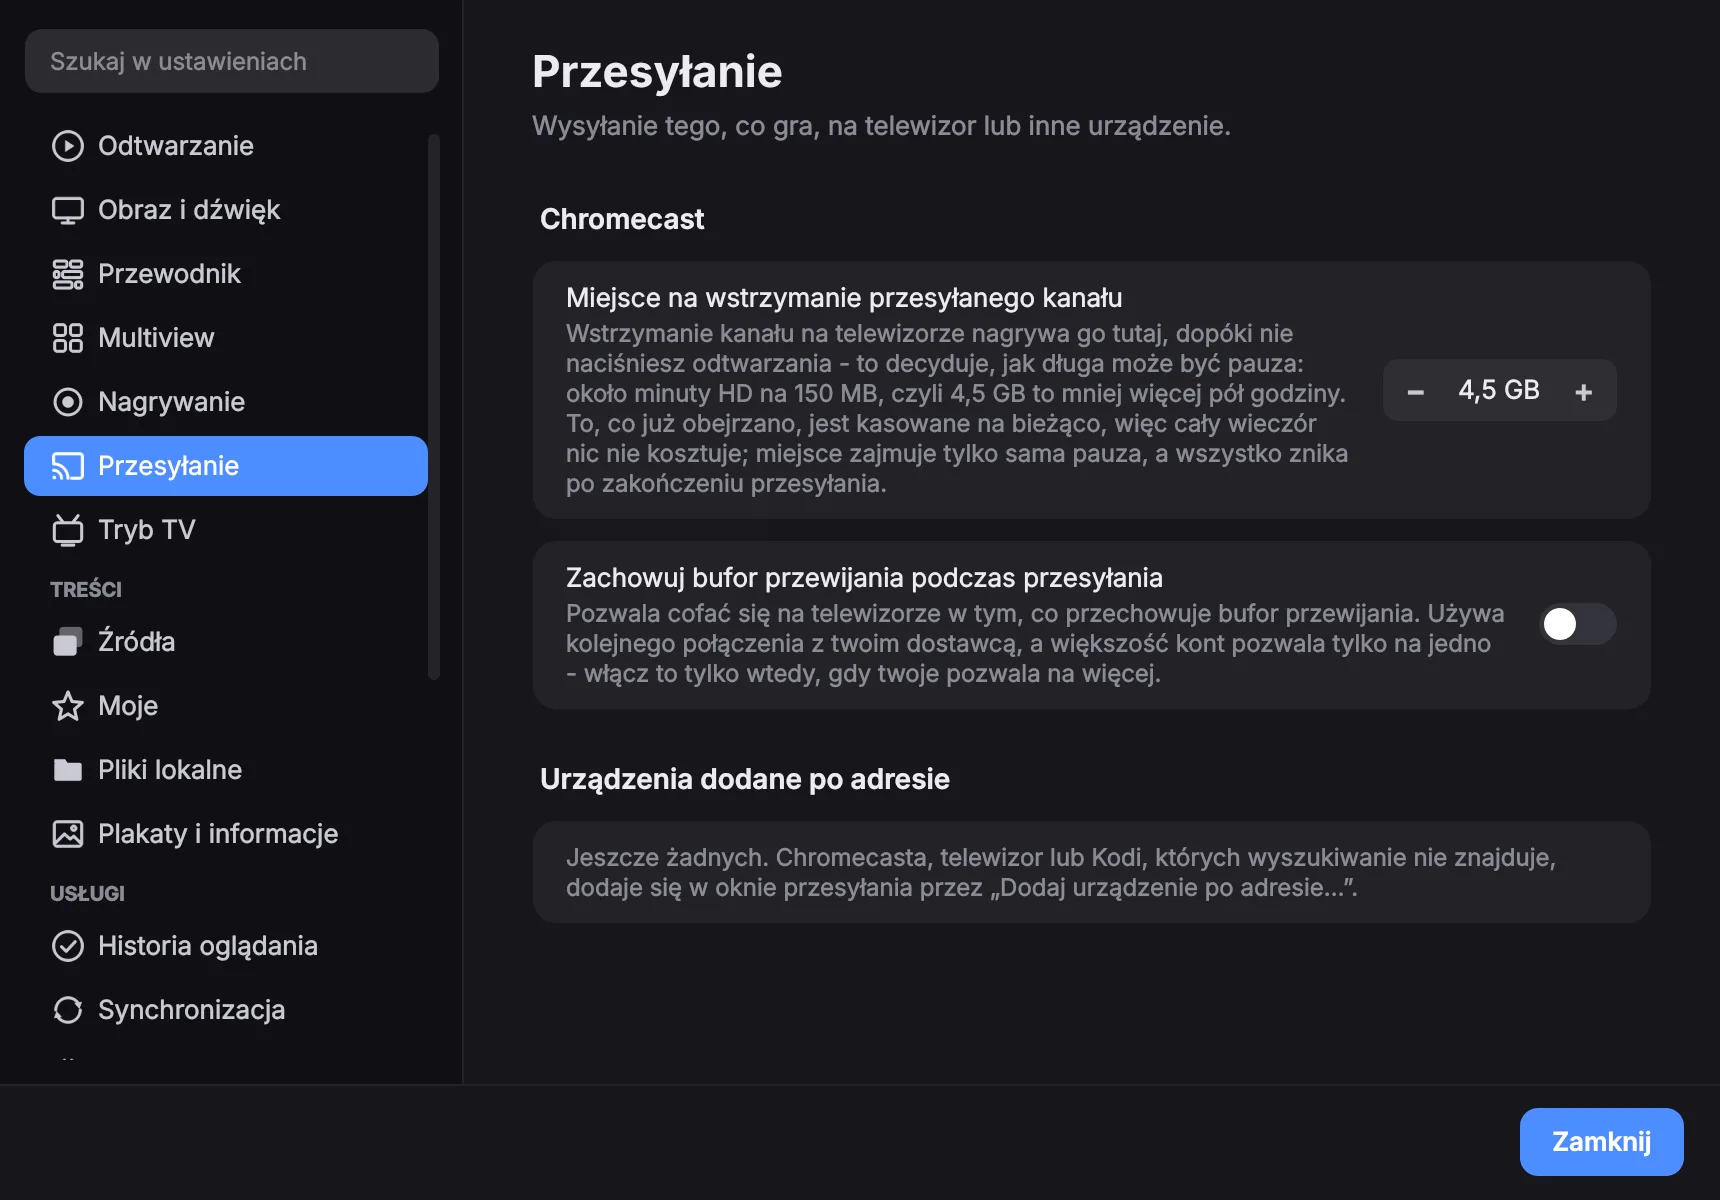 Szukaj w ustawieniach
Odtwarzanie
Obraz i dźwięk
Przewodnik
Multiview
Nagrywanie
Przesyłanie
Tryb TV
TREŚCI
Źródła
Moje
Pliki lokalne
Plakaty i informacje
USŁUGI
Historia oglądania
Synchronizacja
Przesyłanie
Wysyłanie tego, co gra, na telewizor lub inne urządzenie.
Chromecast
Miejsce na wstrzymanie przesyłanego kanału
Wstrzymanie kanału na telewizorze nagrywa go tutaj, dopóki nie
naciśniesz odtwarzania - to decyduje, jak długa może być pauza:
około minuty HD na 150 MB, czyli 4,5 GB to mniej więcej pół godziny.
To, co już obejrzano, jest kasowane na bieżąco, więc cały wieczór
nic nie kosztuje; miejsce zajmuje tylko sama pauza, a wszystko znika
po zakończeniu przesyłania.
− 4,5 GB +
Zachowuj bufor przewijania podczas przesyłania
Pozwala cofać się na telewizorze w tym, co przechowuje bufor przewijania. Używa
kolejnego połączenia z twoim dostawcą, a większość kont pozwala tylko na jedno
- włącz to tylko wtedy, gdy twoje pozwala na więcej.
Urządzenia dodane po adresie
Jeszcze żadnych. Chromecasta, telewizor lub Kodi, których wyszukiwanie nie znajduje,
dodaje się w oknie przesyłania przez „Dodaj urządzenie po adresie...”.
Zamknij